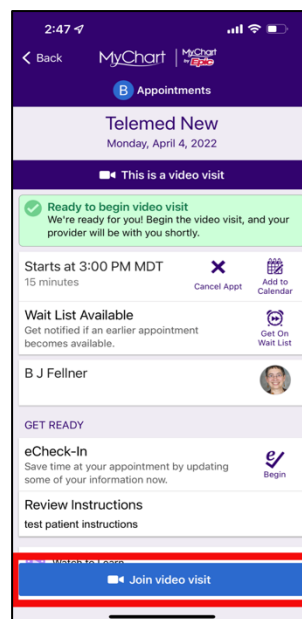 2:47
Back
MyChart
MyChart
by Epic
B Appointments
Telemed New
Monday, April 4, 2022
This is a video visit
Ready to begin video visit
We're ready for you! Begin the video visit, and your
provider will be with you shortly.
Starts at 3:00 PM MDT
15 minutes
Cancel Appt
Add to
Calendar
Wait List Available
Get notified if an earlier appointment
becomes available.
Get On
Wait List
B J Fellner
GET READY
eCheck-In
Save time at your appointment by updating
some of your information now.
Begin
Review Instructions
test patient instructions
Watch to Learn
Join video visit